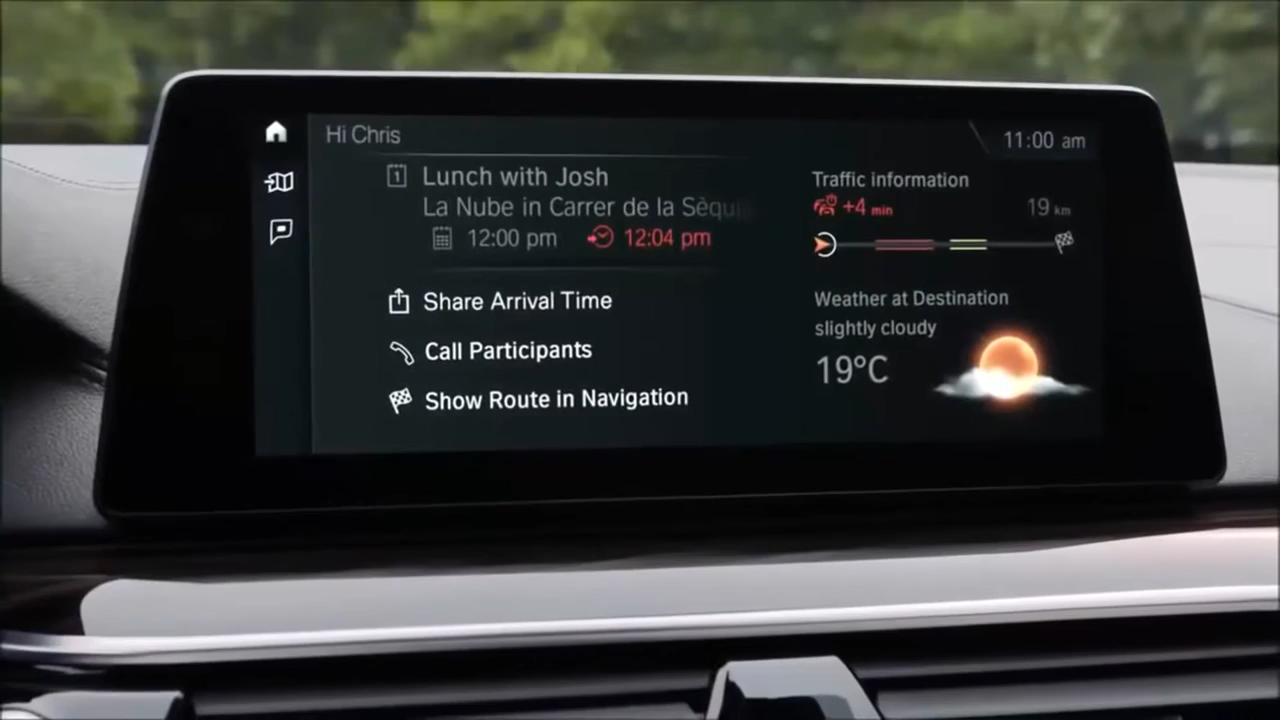 Hi Chris
11:00 am
1
Lunch with Josh
La Nube in Carrer de la
12:00 pm 12:04 pm
Share Arrival Time
Call Participants
Show Route in Navigation
Traffic information
+4 min 19 km
Weather at Destination
slightly cloudy
19°C